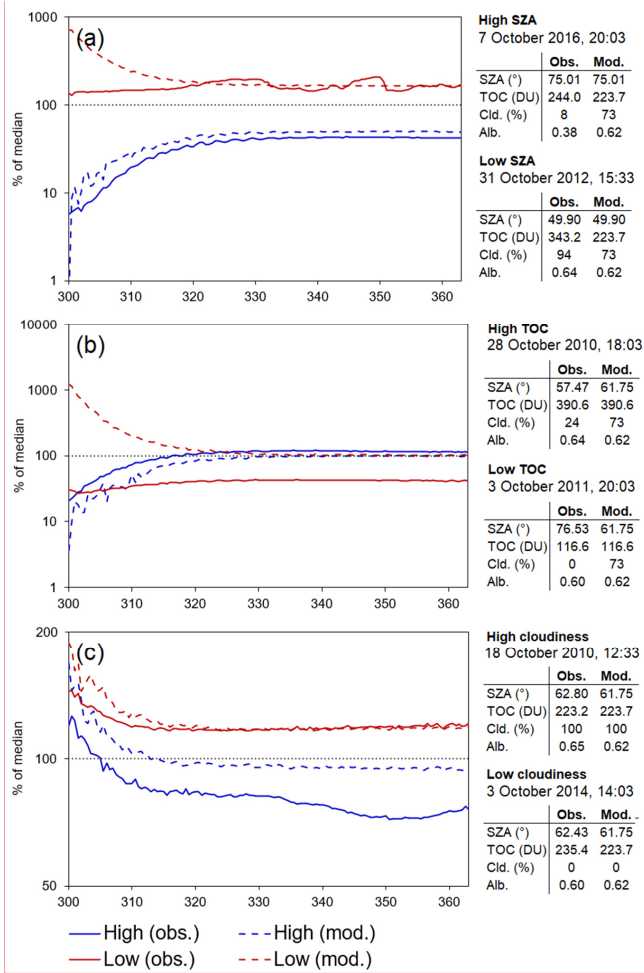 1000
100
10
1
% of median
(a)
300 310 320 330 340 350 360
High SZA
7 October 2016, 20:03
Obs. Mod.
SZA (°) 75.01 75.01
TOC (DU) 244.0 223.7
Cld. (%) 8 73
Alb. 0.38 0.62
Low SZA
31 October 2012, 15:33
Obs. Mod.
SZA (°) 49.90 49.90
TOC (DU) 343.2 223.7
Cld. (%) 94 73
Alb. 0.64 0.62
10000
1000
100
10
1
% of median
(b)
300 310 320 330 340 350 360
High TOC
28 October 2010, 18:03
Obs. Mod.
SZA (°) 57.47 61.75
TOC (DU) 390.6 390.6
Cld. (%) 24 73
Alb. 0.64 0.62
Low TOC
3 October 2011, 20:03
Obs. Mod.
SZA (°) 76.53 61.75
TOC (DU) 116.6 116.6
Cld. (%) 0 73
Alb. 0.60 0.62
200
100
50
% of median
(c)
300 310 320 330 340 350 360
High cloudiness
18 October 2010, 12:33
Obs. Mod.
SZA (°) 62.80 61.75
TOC (DU) 223.2 223.7
Cld. (%) 100 100
Alb. 0.65 0.62
Low cloudiness
3 October 2014, 14:03
Obs. Mod.
SZA (°) 62.43 61.75
TOC (DU) 235.4 223.7
Cld. (%) 0 0
Alb. 0.60 0.62
High (obs.) High (mod.)
Low (obs.) Low (mod.)